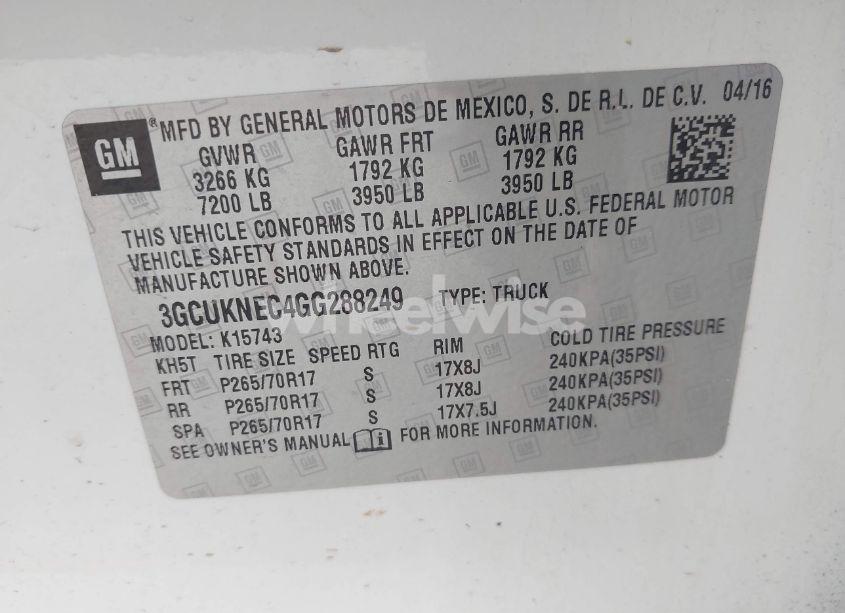 GM
®MFD BY GENERAL MOTORS DE MEXICO, S. DE R.L. DE C.V. 04/16
GVWR GAWR FRT GAWR RR
3266 KG 1792 KG 1792 KG
7200 LB 3950 LB 3950 LB
THIS VEHICLE CONFORMS TO ALL APPLICABLE U.S. FEDERAL MOTOR
VEHICLE SAFETY STANDARDS IN EFFECT ON THE DATE OF
MANUFACTURE SHOWN ABOVE.
3GCUKNEC4GG288249 TYPE: TRUCK
wheelwise
MODEL: K15743
KH5T TIRE SIZE SPEED RTG RIM COLD TIRE PRESSURE
FRT P265/70R17 S 17X8J 240KPA(35PSI)
RR P265/70R17 S 17X8J 240KPA(35PSI)
SPA P265/70R17 S 17X7.5J 240KPA(35PSI)
SEE OWNER'S MANUAL i FOR MORE INFORMATION.